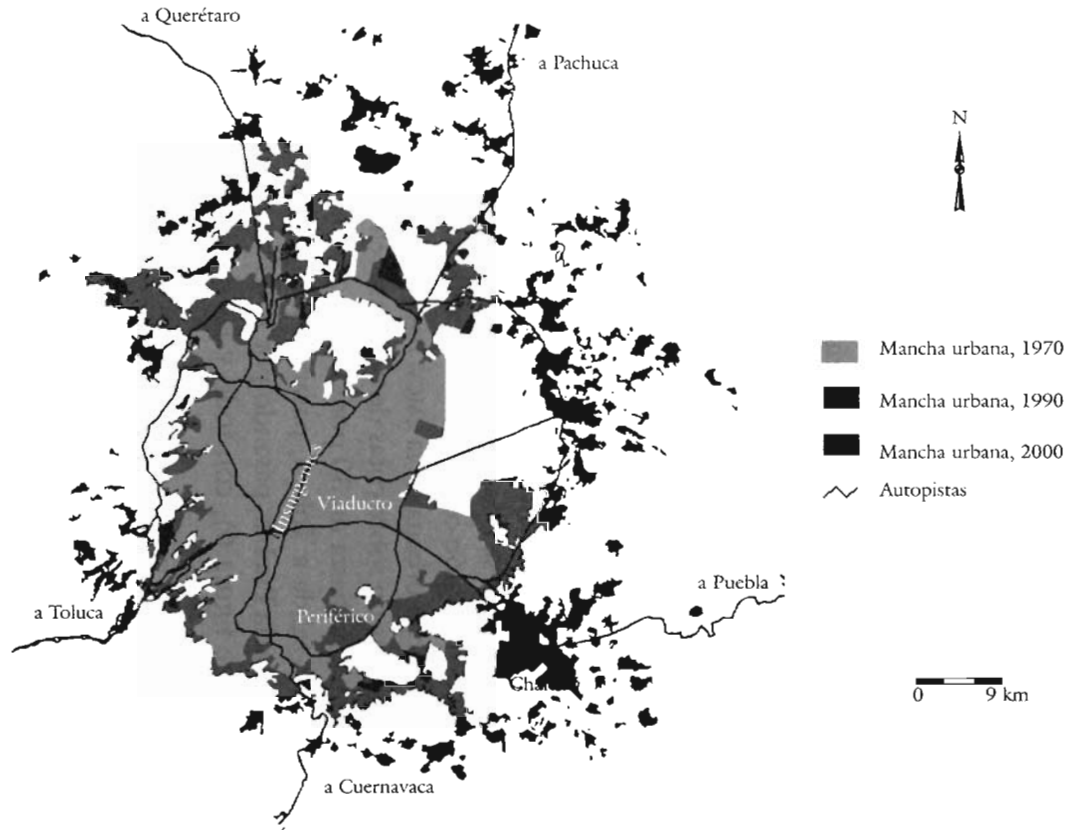 a Querétaro
a Pachuca
N
Mancha urbana, 1970
Mancha urbana, 1990
Mancha urbana, 2000
Autopistas
Insurgentes
Viaducto
a Puebla
a Toluca
Periférico
0 9 km
a Cuernavaca